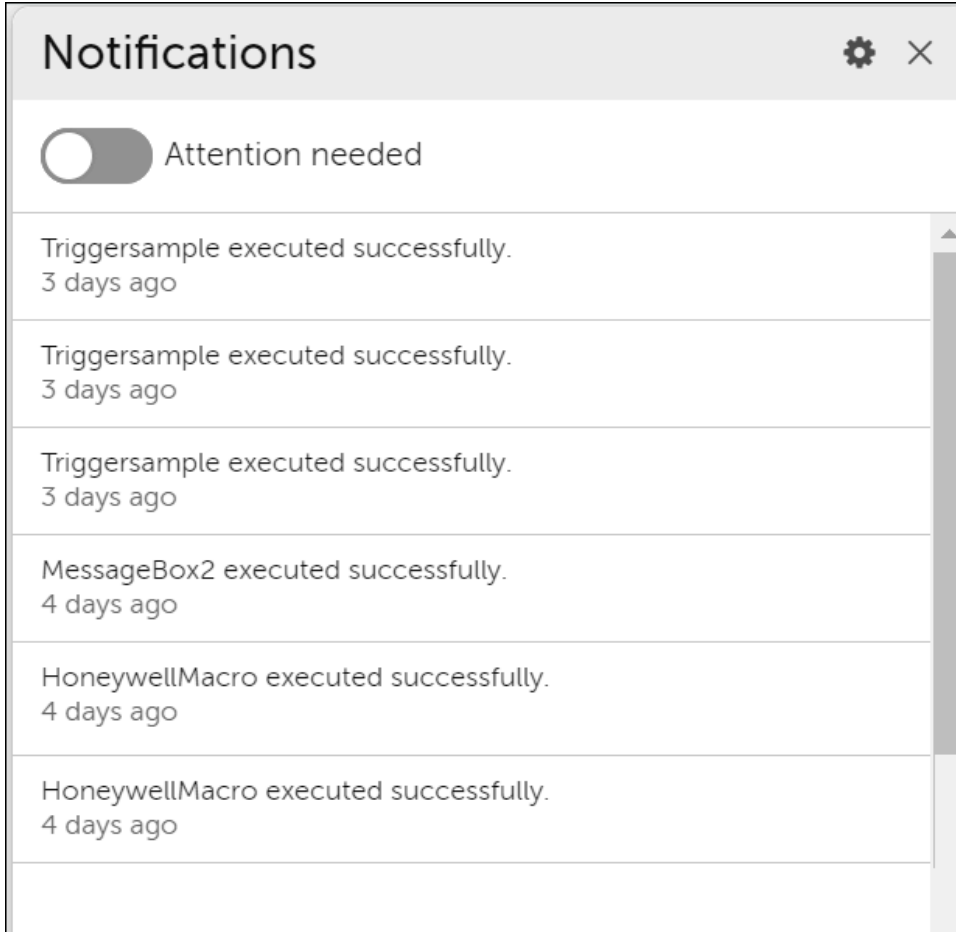 Notifications
Attention needed
Triggersample executed successfully.
3 days ago
Triggersample executed successfully.
3 days ago
Triggersample executed successfully.
3 days ago
MessageBox2 executed successfully.
4 days ago
HoneywellMacro executed successfully.
4 days ago
HoneywellMacro executed successfully.
4 days ago